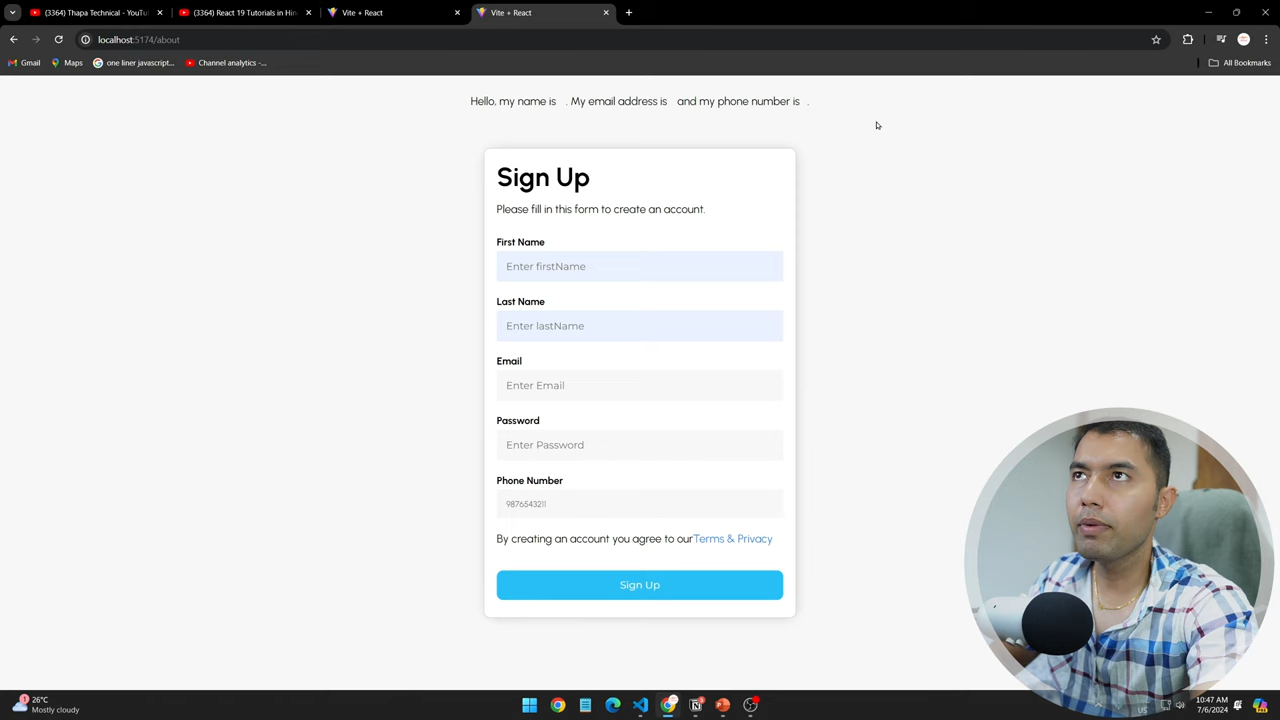 (3364) Thapa Technical - YouTu
(3364) React 19 Tutorials in Hin
Vite + React
Vite + React
localhost:5174/about
Gmail
Maps
one liner javascript...
Channel analytics -...
All Bookmarks
Hello, my name is . My email address is and my phone number is .
Sign Up
Please fill in this form to create an account.
First Name
Enter firstName
Last Name
Enter lastName
Email
Enter Email
Password
Enter Password
Phone Number
9876543211
By creating an account you agree to ourTerms & Privacy
Sign Up
1
26°C
Mostly cloudy
10:47 AM
7/6/2024